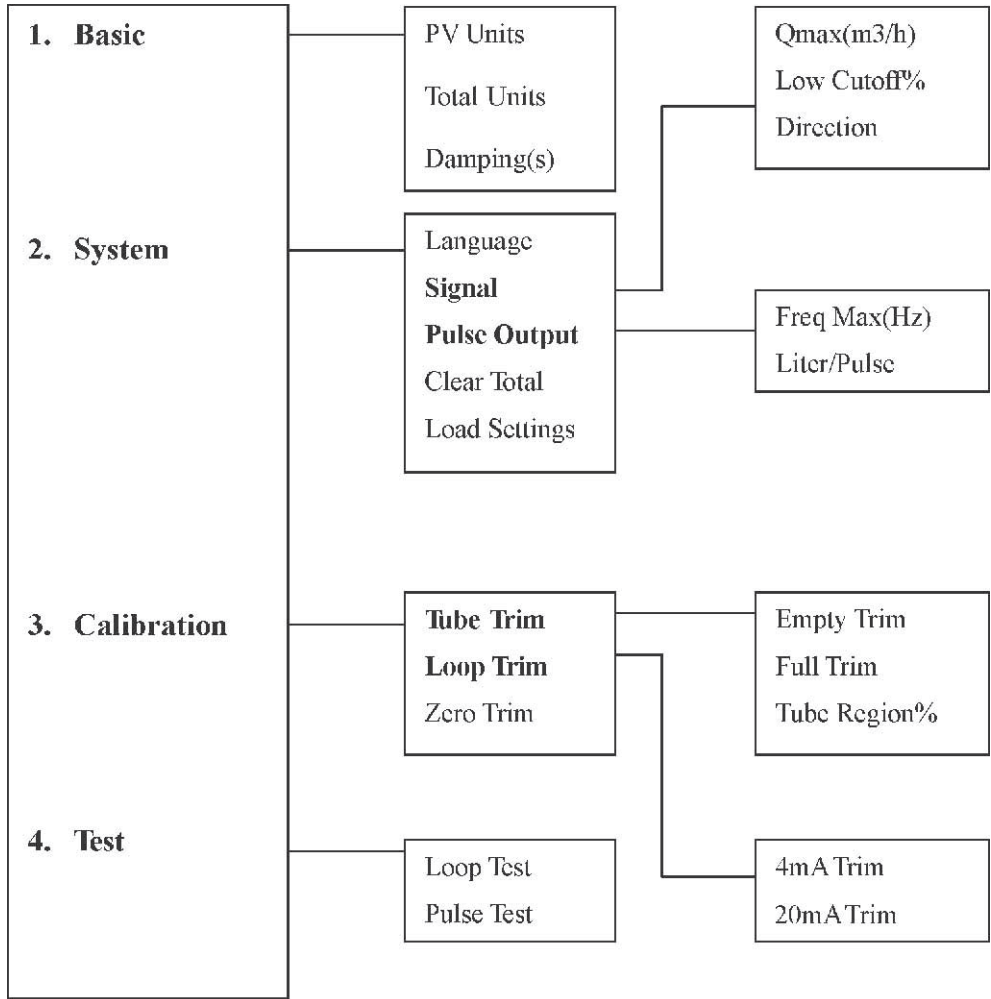 1. Basic
PV Units
Total Units
Damping(s)
Qmax(m3/h)
Low Cutoff%
Direction
2. System
Language
Signal
Pulse Output
Clear Total
Load Settings
Freq Max(Hz)
Liter/Pulse
3. Calibration
Tube Trim
Loop Trim
Zero Trim
Empty Trim
Full Trim
Tube Region%
4. Test
Loop Test
Pulse Test
4mA Trim
20mA Trim